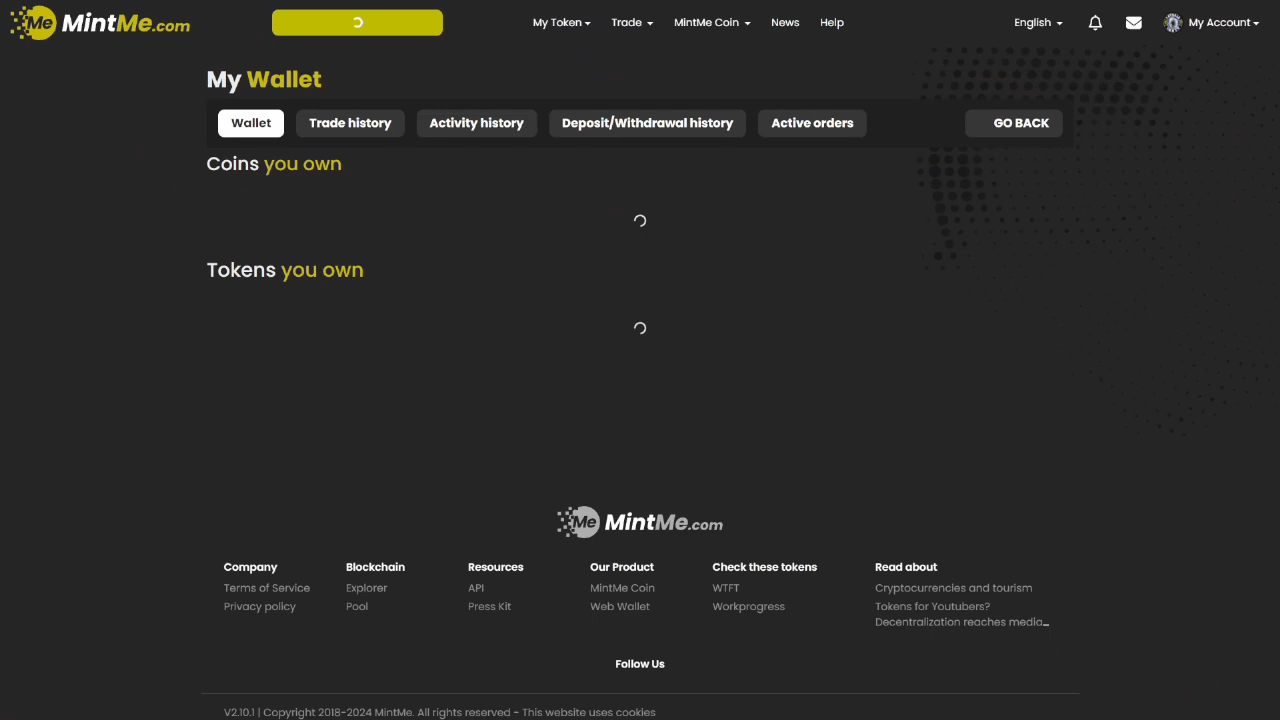 Me MintMe.com
My Token
Trade
MintMe Coin
News
Help
English
My Account
My Wallet
Wallet
Trade history
Activity history
Deposit/Withdrawal history
Active orders
GO BACK
Coins you own
Tokens you own
Me MintMe.com
Company
Terms of Service
Privacy policy
Blockchain
Explorer
Pool
Resources
API
Press Kit
Our Product
MintMe Coin
Web Wallet
Check these tokens
WTFT
Workprogress
Read about
Cryptocurrencies and tourism
Tokens for Youtubers?
Decentralization reaches media...
Follow Us
V2.10.1 | Copyright 2018-2024 MintMe. All rights reserved - This website uses cookies